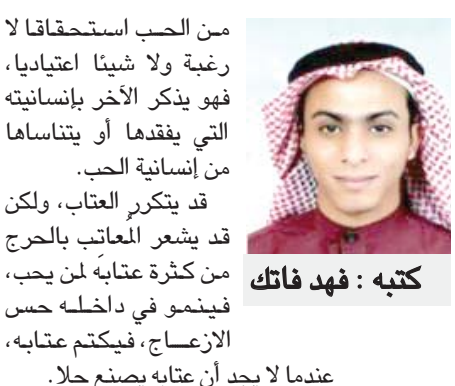 من الحب استحقاقا لا
رغبة ولا شيئا اعتياديا،
فهو يذكر الآخر بإنسانيته
التي يفقدها أو يتناساها
من إنسانية الحب.
قد يتكرر العتاب، ولكن
قد يشعر المُعاتِب بالحرج
من كثرة عتابه لمن يحب،
فينمو في داخله حس
الازعاج، فيكتم عتابه،
عندما لا يجد أن عتابه يصنع حلا.
كتبه : فهد فاتك